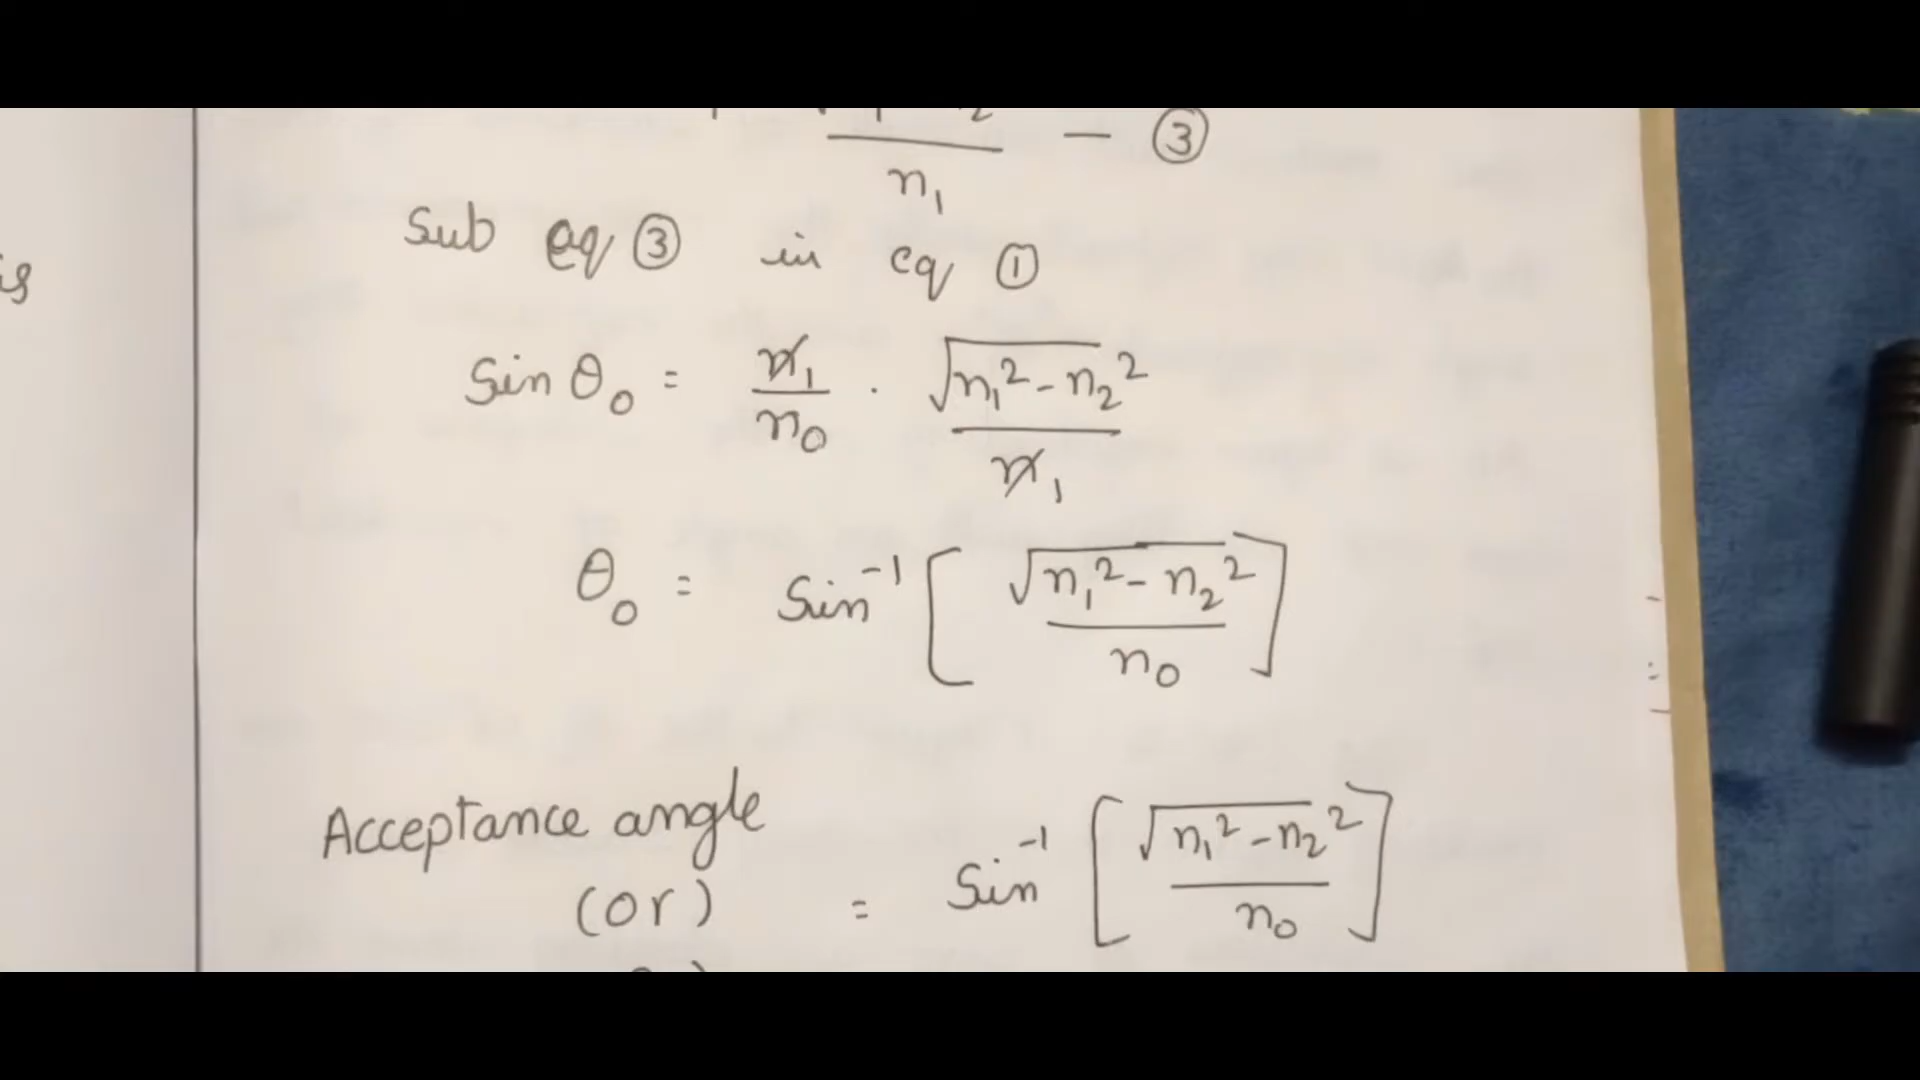 n₁ — ③
Sub eq ③ in eq ①
Sin θ₀ = n₁/n₀ · √n₁² - n₂²/n₁
θ₀ = Sin⁻¹ [√n₁² - n₂²/n₀]
Acceptance angle
(or) = Sin⁻¹ [√n₁² - n₂²/n₀]